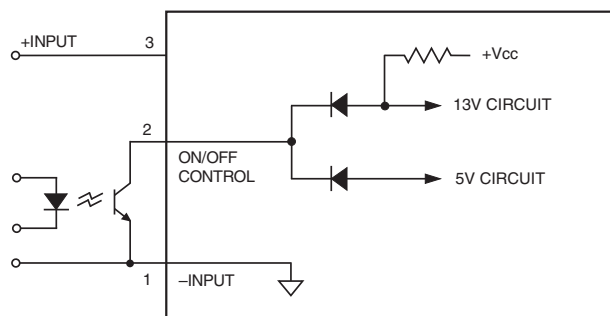 +INPUT
3
+Vcc
13V CIRCUIT
2
ON/OFF
CONTROL
5V CIRCUIT
1
–INPUT